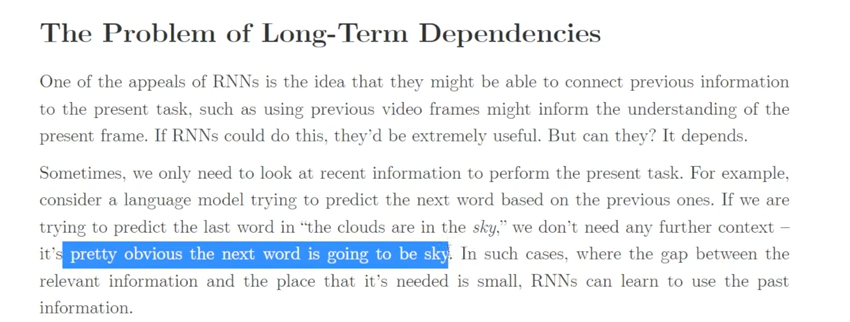 The Problem of Long-Term Dependencies
One of the appeals of RNNs is the idea that they might be able to connect previous information
to the present task, such as using previous video frames might inform the understanding of the
present frame. If RNNs could do this, they'd be extremely useful. But can they? It depends.
Sometimes, we only need to look at recent information to perform the present task. For example,
consider a language model trying to predict the next word based on the previous ones. If we are
trying to predict the last word in “the clouds are in the sky,” we don't need any further context –
it's pretty obvious the next word is going to be sky. In such cases, where the gap between the
relevant information and the place that it's needed is small, RNNs can learn to use the past
information.